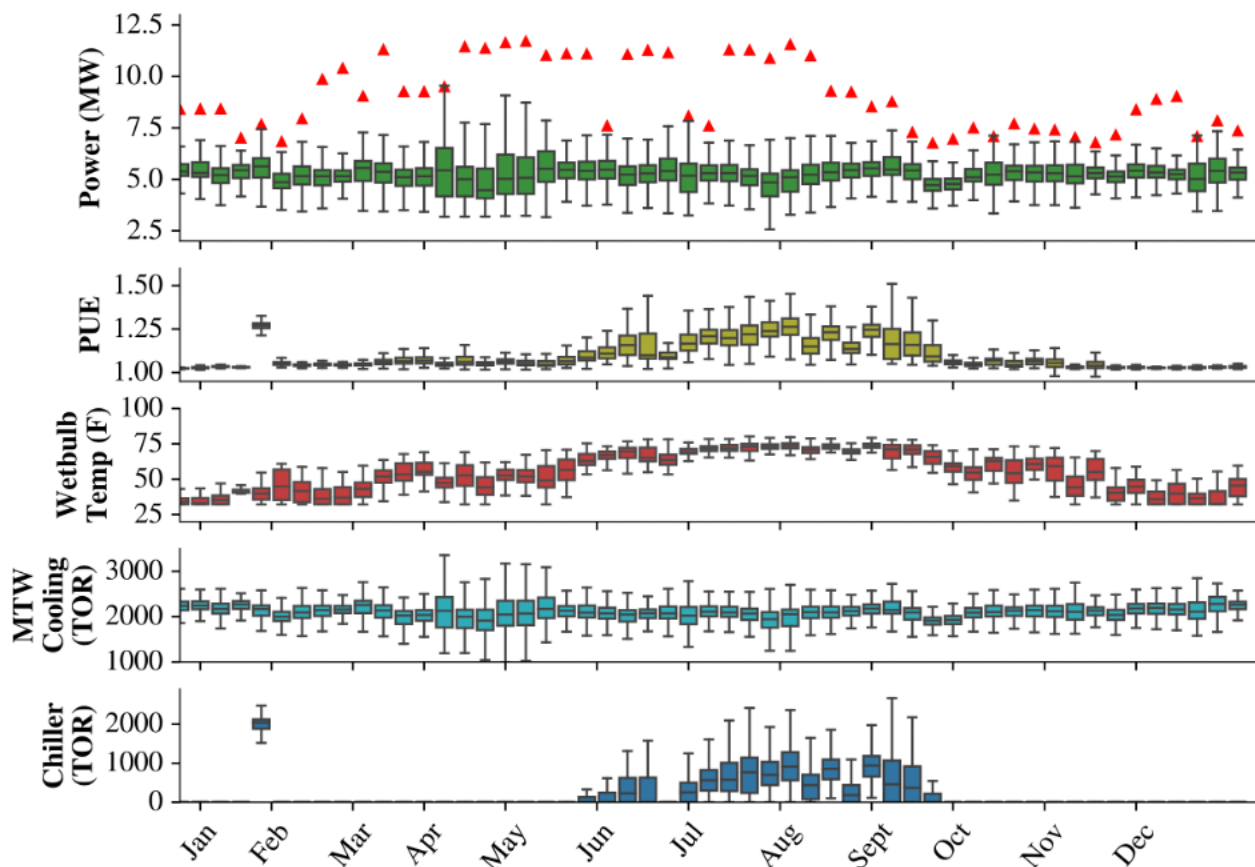 Power (MW)
12.5
10.0
7.5
5.0
2.5
PUE
1.50
1.25
1.00
Wetbulb
Temp (F)
100
75
50
25
MTW
Cooling
(TOR)
3000
2000
1000
Chiller
(TOR)
2000
1000
0
Jan Feb Mar Apr May Jun Jul Aug Sept Oct Nov Dec